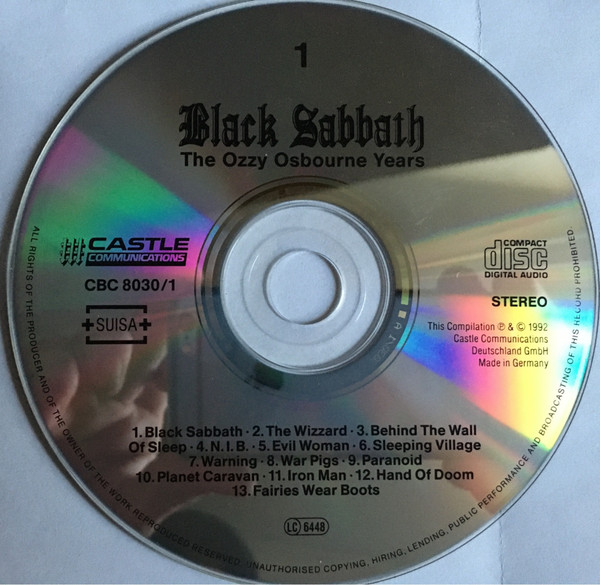 1
Black Sabbath
The Ozzy Osbourne Years
CASTLE
COMMUNICATIONS
CBC 8030/1
+SUISA+
COMPACT
disc
DIGITAL AUDIO
STEREO
This Compilation ℗ & © 1992
Castle Communications
Deutschland GmbH
Made in Germany
1. Black Sabbath · 2. The Wizzard · 3. Behind The Wall
Of Sleep · 4. N.I.B. · 5. Evil Woman · 6. Sleeping Village
7. Warning · 8. War Pigs · 9. Paranoid
10. Planet Caravan · 11. Iron Man · 12. Hand Of Doom
13. Fairies Wear Boots
LC 6448
ALL RIGHTS OF THE PRODUCER AND OF THE OWNER OF THE WORK REPRODUCED RESERVED. UNAUTHORISED COPYING, HIRING, LENDING, PUBLIC PERFORMANCE AND BROADCASTING OF THIS RECORD PROHIBITED